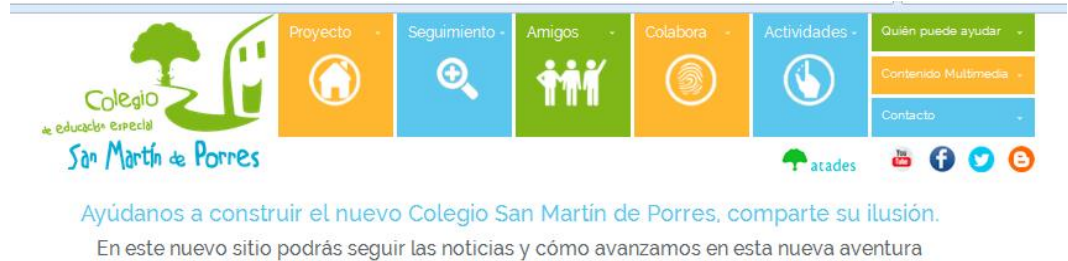 Proyecto
Seguimiento
Amigos
Colabora
Actividades
Quién puede ayudar
Contenido Multimedia
Contacto
Colegio
de educación especial
San Martín de Porres
atades
You Tube
Ayúdanos a construir el nuevo Colegio San Martín de Porres, comparte su ilusión.
En este nuevo sitio podrás seguir las noticias y cómo avanzamos en esta nueva aventura